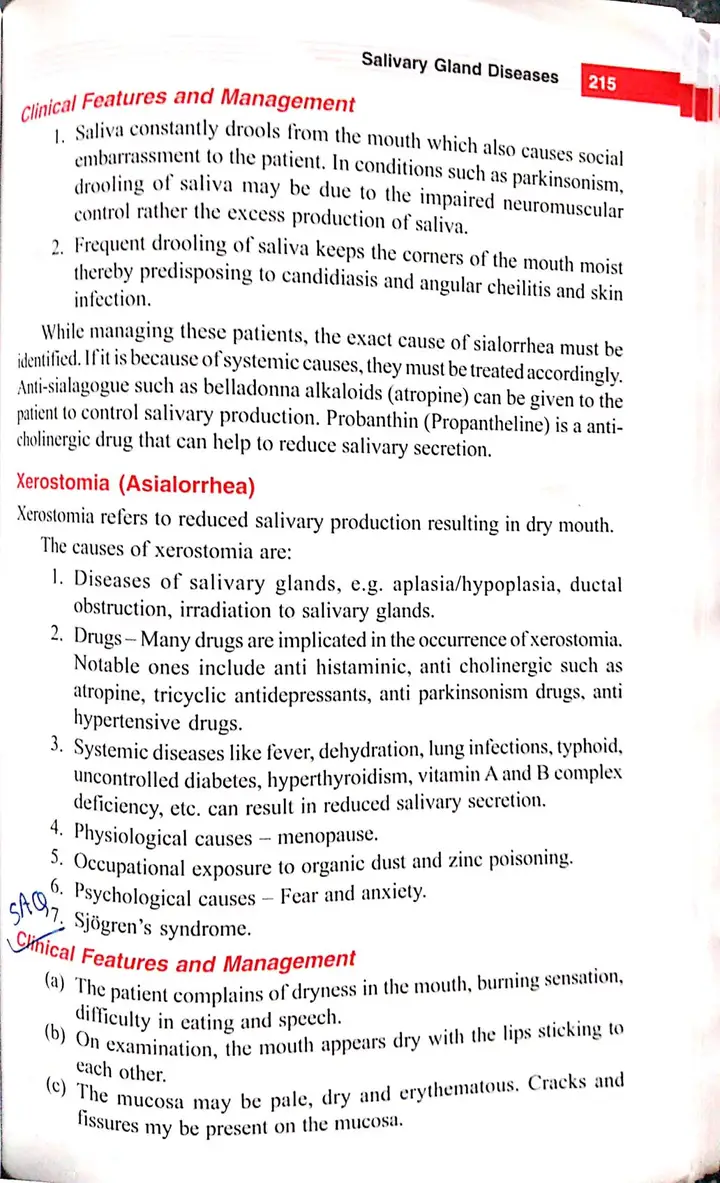 Salivary Gland Diseases 215
Clinical Features and Management
1. Saliva constantly drools from the mouth which also causes social
embarrassment to the patient. In conditions such as parkinsonism,
drooling of saliva may be due to the impaired neuromuscular
control rather the excess production of saliva.
2. Frequent drooling of saliva keeps the corners of the mouth moist
thereby predisposing to candidiasis and angular cheilitis and skin
infection.
While managing these patients, the exact cause of sialorrhea must be
identified. If it is because of systemic causes, they must be treated accordingly.
Anti-sialagogue such as belladonna alkaloids (atropine) can be given to the
patient to control salivary production. Probanthin (Propantheline) is a anti-
cholinergic drug that can help to reduce salivary secretion.
Xerostomia (Asialorrhea)
Xerostomia refers to reduced salivary production resulting in dry mouth.
The causes of xerostomia are:
1. Diseases of salivary glands, e.g. aplasia/hypoplasia, ductal
obstruction, irradiation to salivary glands.
2. Drugs – Many drugs are implicated in the occurrence of xerostomia.
Notable ones include anti histaminic, anti cholinergic such as
atropine, tricyclic antidepressants, anti parkinsonism drugs, anti
hypertensive drugs.
3. Systemic diseases like fever, dehydration, lung infections, typhoid,
uncontrolled diabetes, hyperthyroidism, vitamin A and B complex
deficiency, etc. can result in reduced salivary secretion.
4. Physiological causes – menopause.
5. Occupational exposure to organic dust and zinc poisoning.
6. Psychological causes – Fear and anxiety.
SAQ
7. Sjögren's syndrome.
Clinical Features and Management
(a) The patient complains of dryness in the mouth, burning sensation,
difficulty in eating and speech.
(b) On examination, the mouth appears dry with the lips sticking to
each other.
(c) The mucosa may be pale, dry and erythematous. Cracks and
fissures my be present on the mucosa.